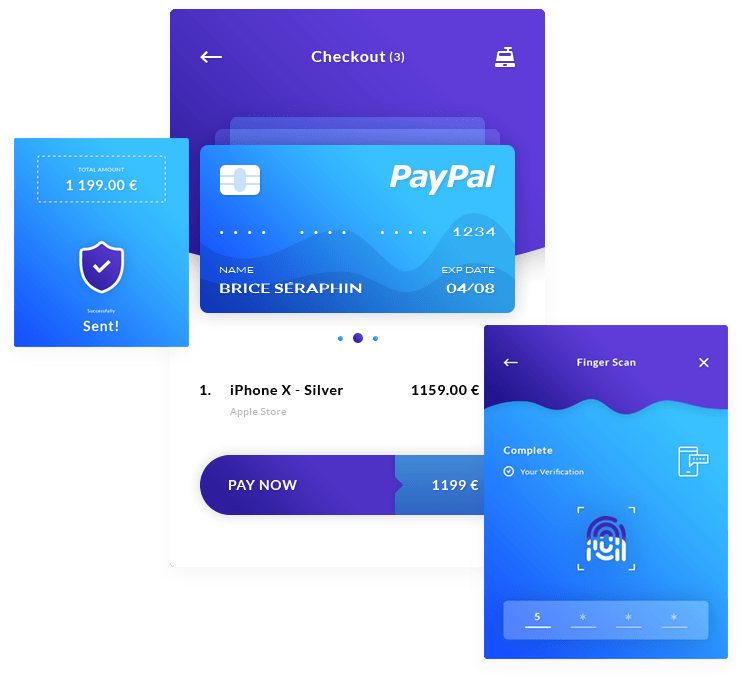 Checkout (3)
TOTAL AMOUNT
1 199.00 €
Successfully
Sent!
PayPal
•••• •••• •••• 1234
NAME
EXP DATE
BRICE SÉRAPHIN
04/08
1. iPhone X - Silver 1159.00 €
Apple Store
PAY NOW 1199 €
Finger Scan
Complete
Your Verification
5 * * *